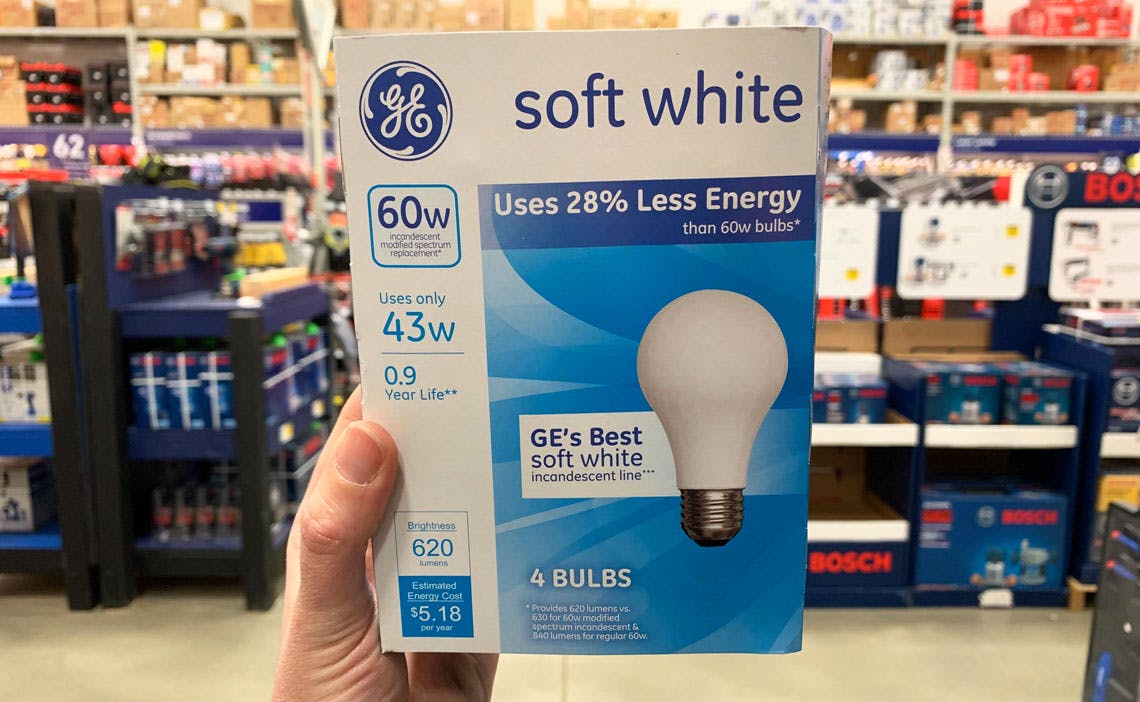 GE
soft white
60w
incandescent
modified spectrum
replacement*
Uses 28% Less Energy
than 60w bulbs*
Uses only
43w
0.9
Year Life**
GE's Best
soft white
incandescent line***
Brightness
620
lumens
Estimated
Energy Cost
$5.18
per year
4 BULBS
* Provides 620 lumens vs.
630 for 60w modified
spectrum incandescent &
840 lumens for regular 60w.
62
BOS
BOSCH
BOSCH